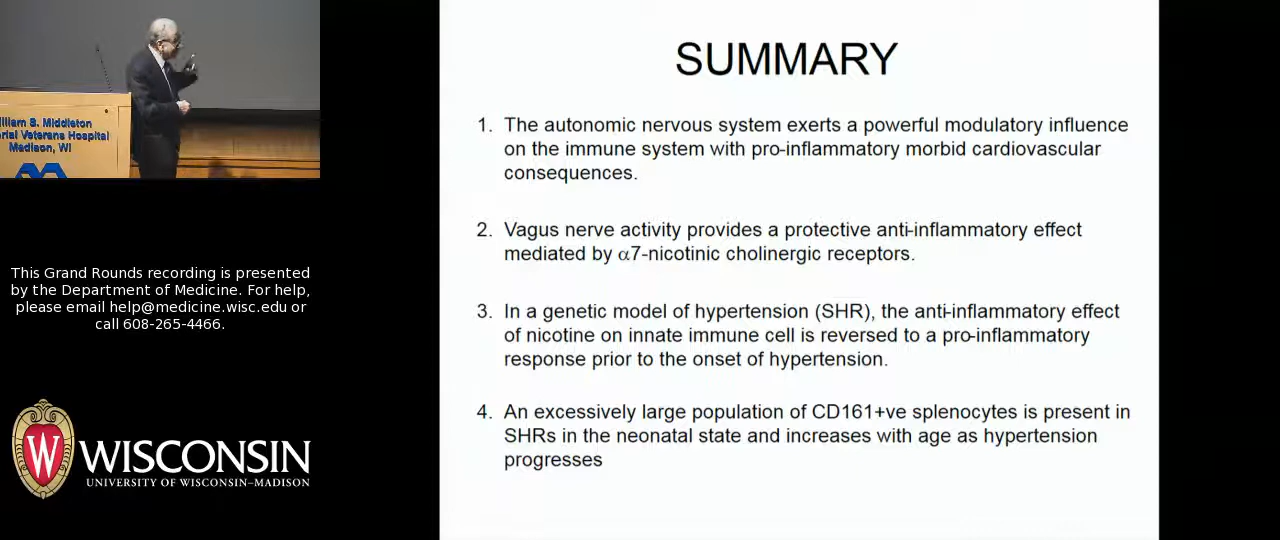 lliam S. Middleton
rial Veterans Hospital
Madison, WI
This Grand Rounds recording is presented
by the Department of Medicine. For help,
please email help@medicine.wisc.edu or
call 608-265-4466.
W
WISCONSIN
UNIVERSITY OF WISCONSIN–MADISON
SUMMARY
1. The autonomic nervous system exerts a powerful modulatory influence
on the immune system with pro-inflammatory morbid cardiovascular
consequences.
2. Vagus nerve activity provides a protective anti-inflammatory effect
mediated by α7-nicotinic cholinergic receptors.
3. In a genetic model of hypertension (SHR), the anti-inflammatory effect
of nicotine on innate immune cell is reversed to a pro-inflammatory
response prior to the onset of hypertension.
4. An excessively large population of CD161+ve splenocytes is present in
SHRs in the neonatal state and increases with age as hypertension
progresses